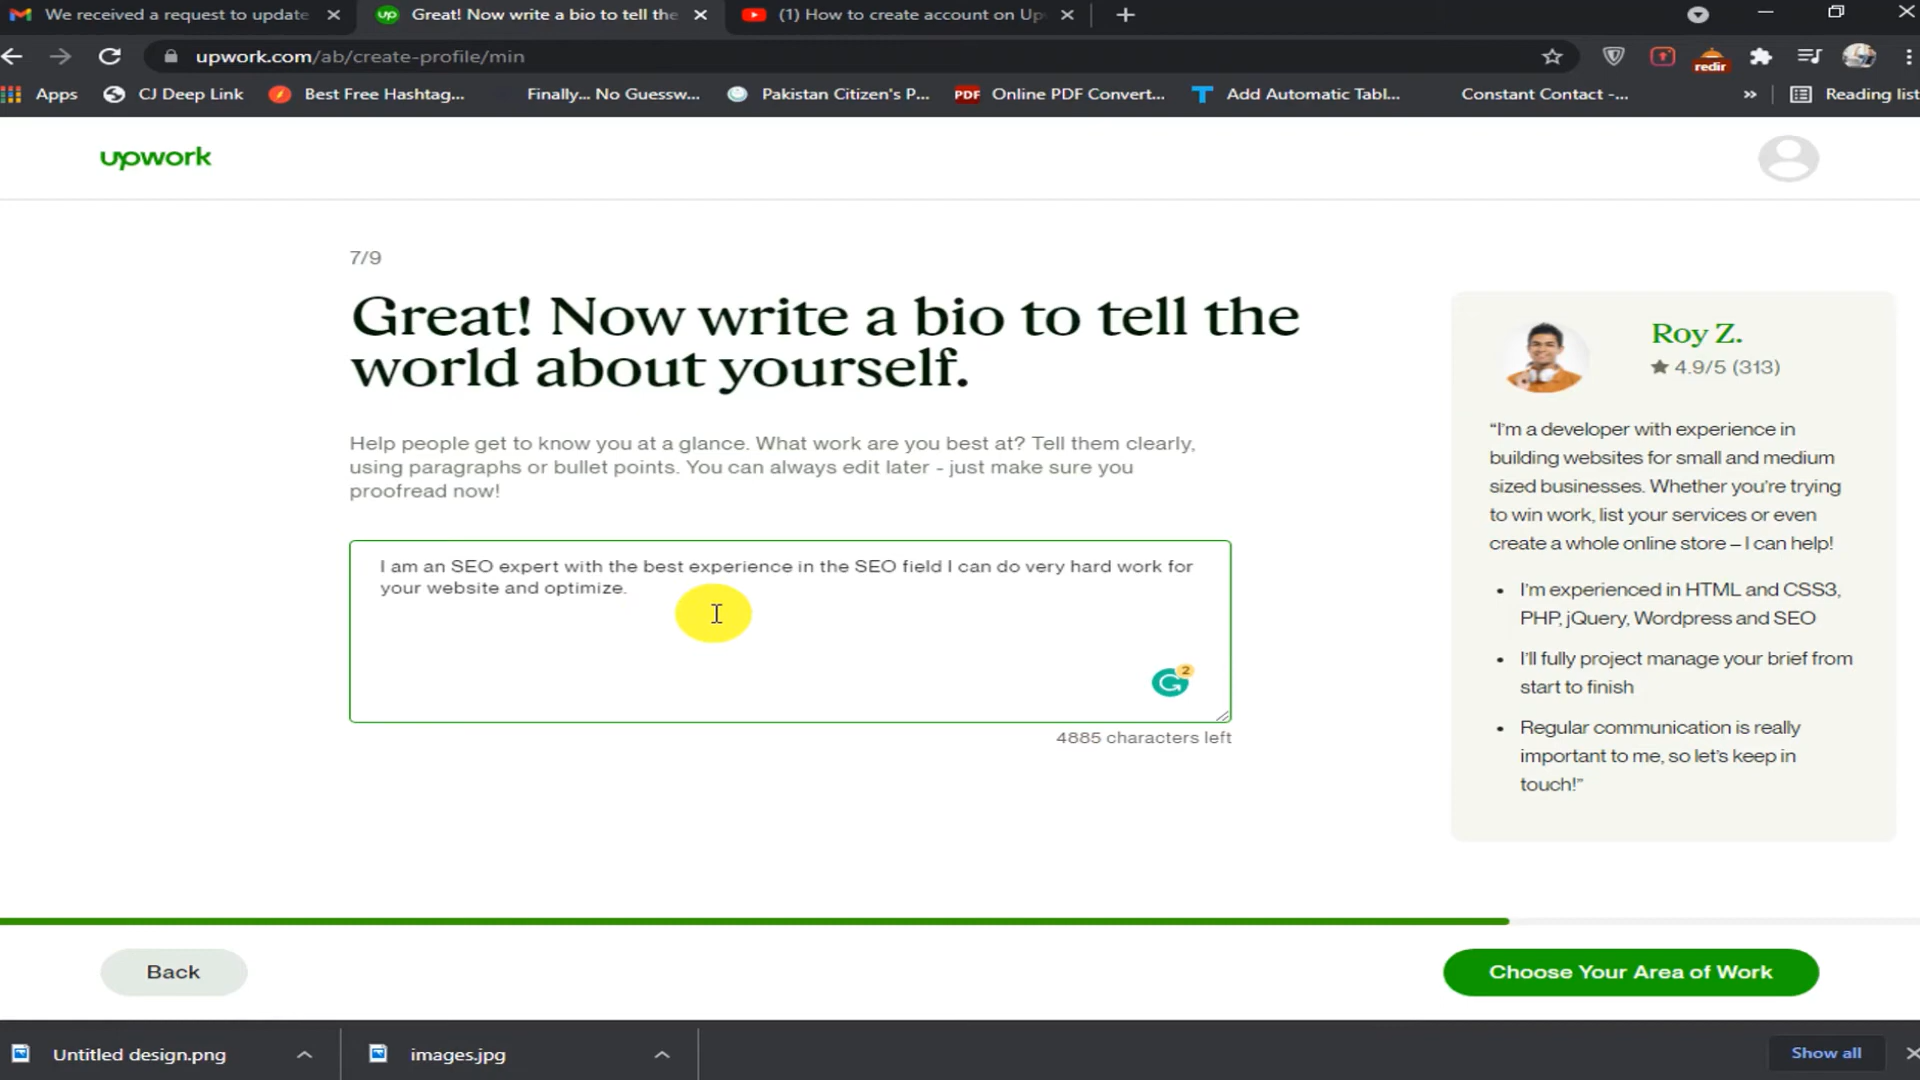 We received a request to update
Great! Now write a bio to tell the
(1) How to create account on Up
upwork.com/ab/create-profile/min
redir
Apps
CJ Deep Link
Best Free Hashtag...
Finally... No Guessw...
Pakistan Citizen's P...
PDF
Online PDF Convert...
Add Automatic Tabl...
Constant Contact -...
»
Reading list
upwork
7/9
Great! Now write a bio to tell the
world about yourself.
Help people get to know you at a glance. What work are you best at? Tell them clearly,
using paragraphs or bullet points. You can always edit later - just make sure you
proofread now!
I am an SEO expert with the best experience in the SEO field I can do very hard work for
your website and optimize.
2
4885 characters left
Roy Z.
★ 4.9/5 (313)
“I'm a developer with experience in
building websites for small and medium
sized businesses. Whether you're trying
to win work, list your services or even
create a whole online store – I can help!
• I'm experienced in HTML and CSS3,
PHP, jQuery, Wordpress and SEO
• I'll fully project manage your brief from
start to finish
• Regular communication is really
important to me, so let's keep in
touch!”
Back
Choose Your Area of Work
Untitled design.png
images.jpg
Show all